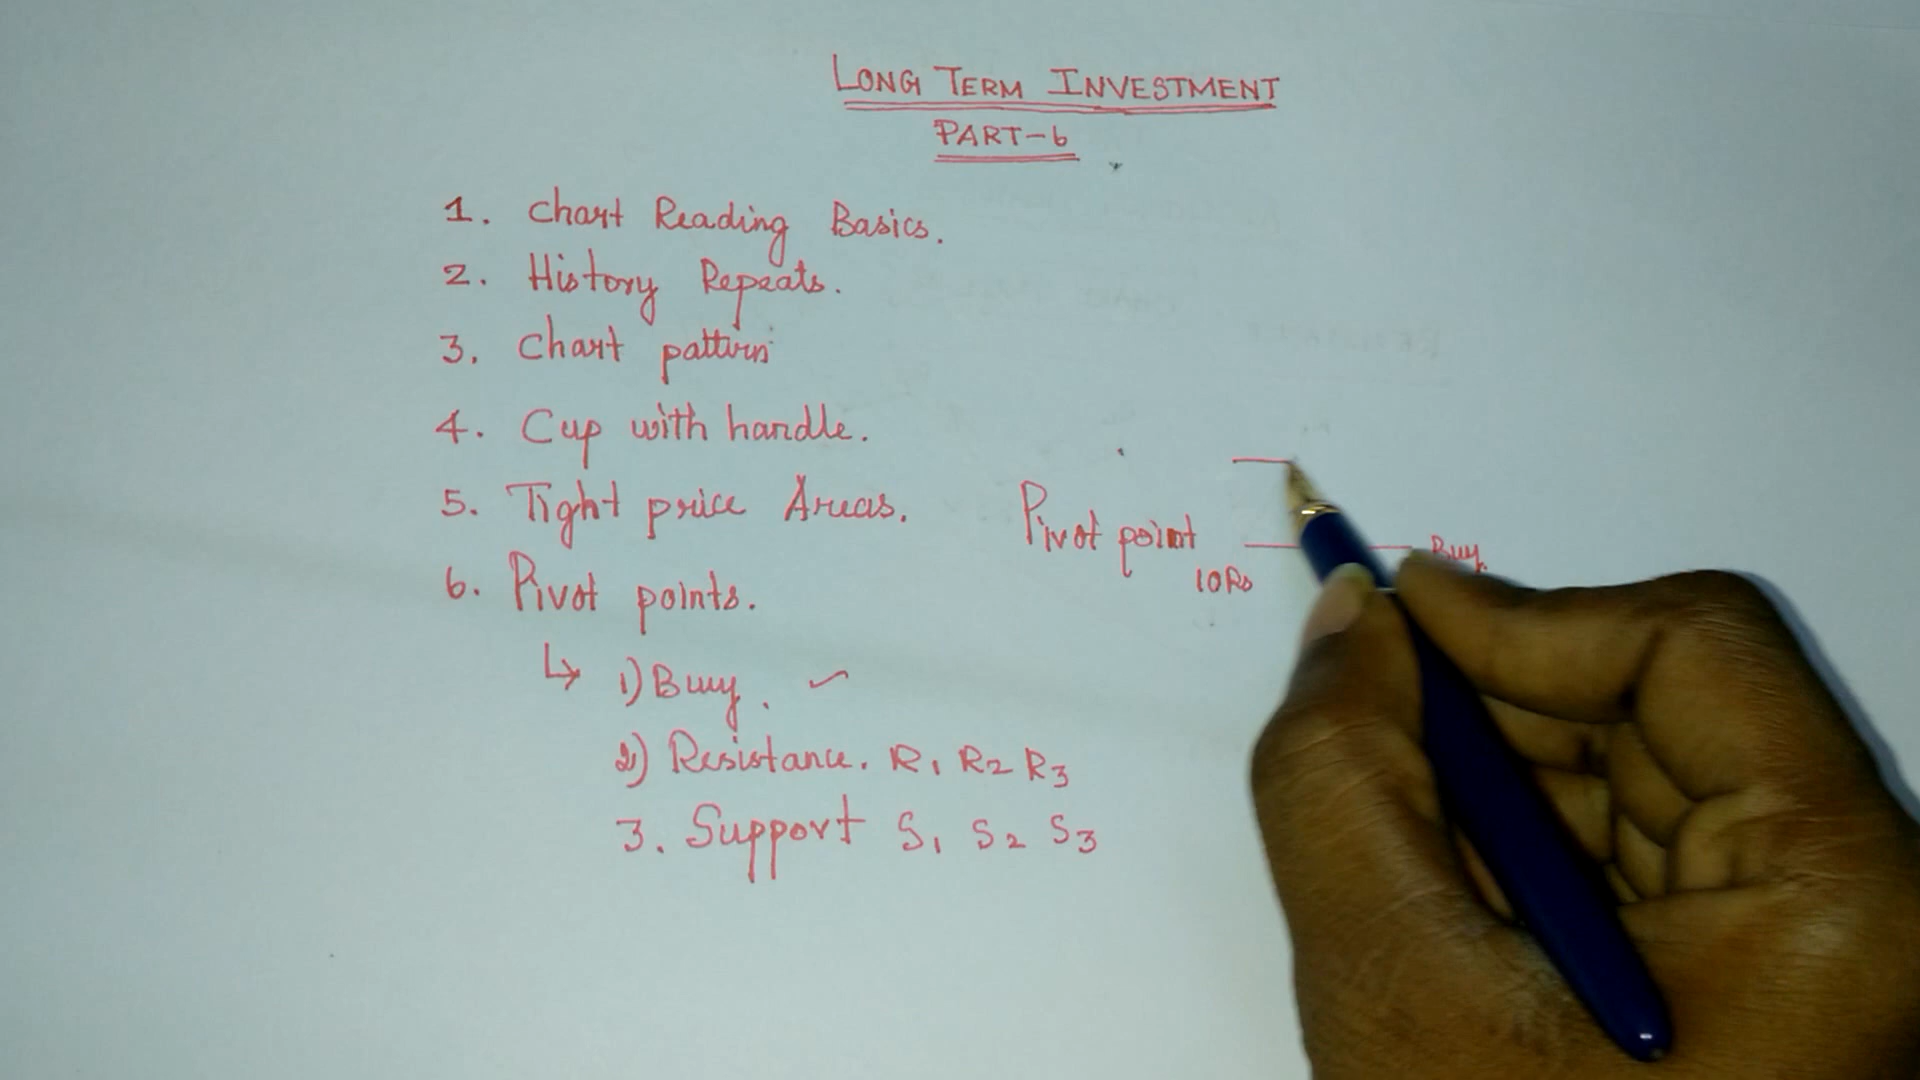 LONG TERM INVESTMENT
PART-6
1. Chart Reading Basics.
2. History Repeats.
3. Chart pattern
4. Cup with handle.
5. Tight price Areas.
6. Pivot points.
↳ 1) Buy. ✓
2) Resistance. R1 R2 R3
3. Support S1 S2 S3
Pivot point
10Rs
Buy.